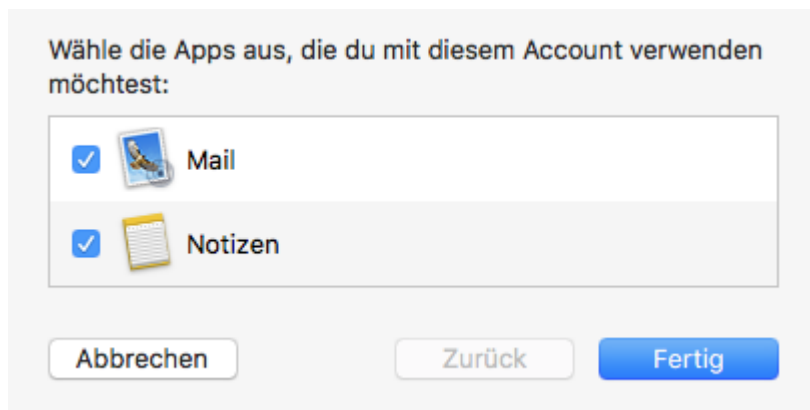 Wähle die Apps aus, die du mit diesem Account verwenden
möchtest:
Mail
Notizen
Abbrechen Zurück Fertig